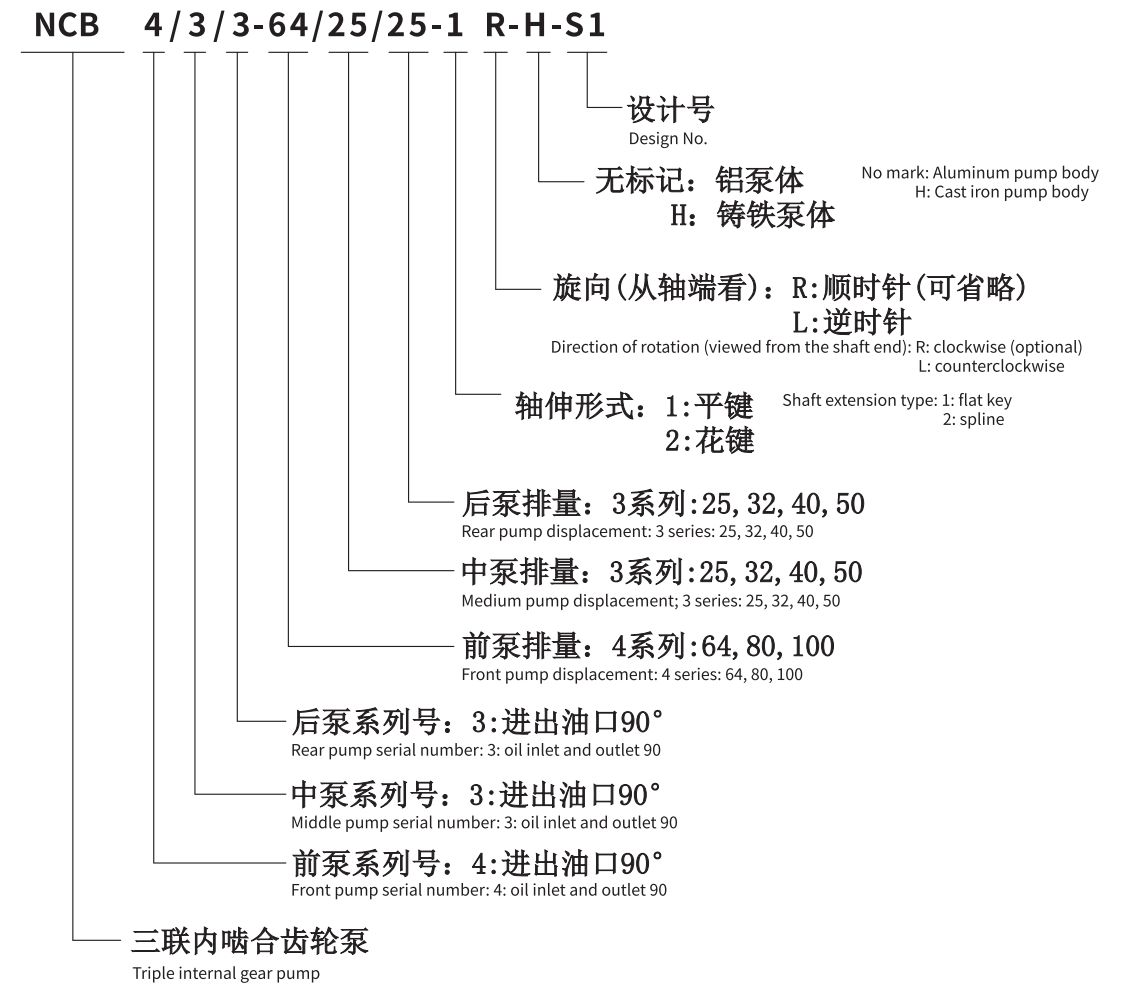 NCB 4/3/3-64/25/25-1 R-H-S1
设计号
Design No.
无标记：铝泵体
H：铸铁泵体
No mark: Aluminum pump body
H: Cast iron pump body
旋向(从轴端看)：R:顺时针(可省略)
L:逆时针
Direction of rotation (viewed from the shaft end): R: clockwise (optional)
L: counterclockwise
轴伸形式：1:平键
2:花键
Shaft extension type: 1: flat key
2: spline
后泵排量：3系列:25,32,40,50
Rear pump displacement: 3 series: 25, 32, 40, 50
中泵排量：3系列:25,32,40,50
Medium pump displacement; 3 series: 25, 32, 40, 50
前泵排量：4系列:64,80,100
Front pump displacement: 4 series: 64, 80, 100
后泵系列号：3:进出油口90°
Rear pump serial number: 3: oil inlet and outlet 90
中泵系列号：3:进出油口90°
Middle pump serial number: 3: oil inlet and outlet 90
前泵系列号：4:进出油口90°
Front pump serial number: 4: oil inlet and outlet 90
三联内啮合齿轮泵
Triple internal gear pump